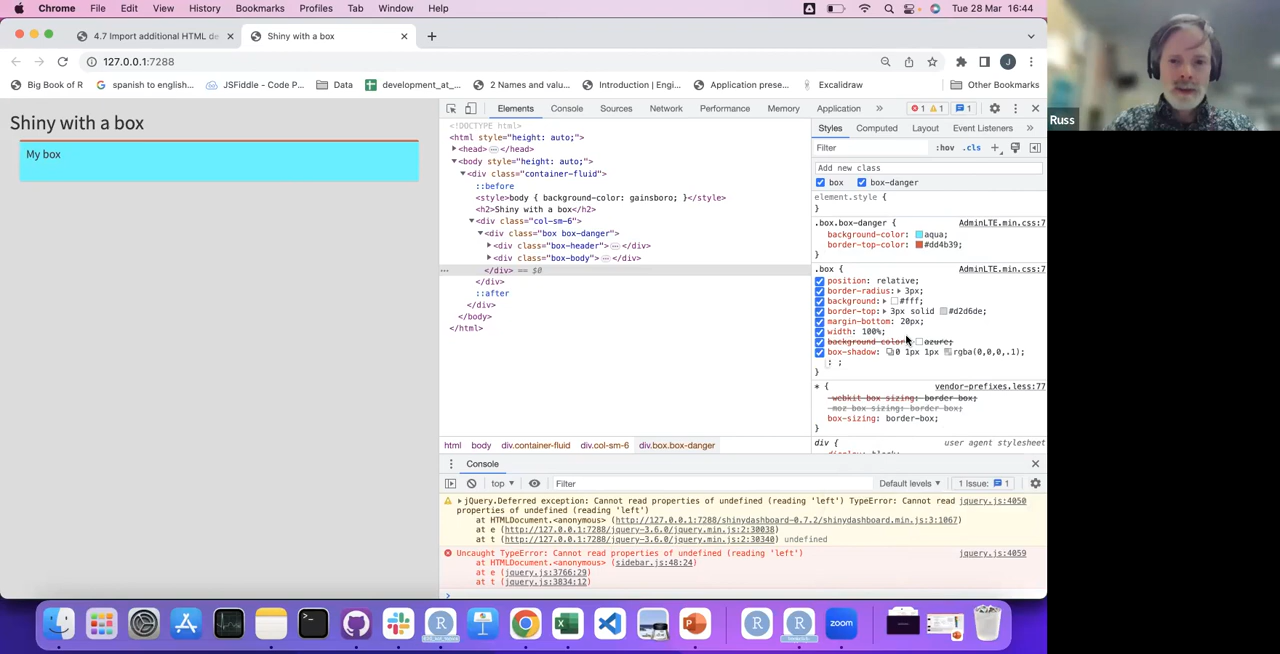 Chrome File Edit View History Bookmarks Profiles Tab Window Help Tue 28 Mar 16:44
4.7 Import additional HTML de Shiny with a box
127.0.0.1:7288
Big Book of R spanish to english... JSFiddle - Code P... Data development_at_... 2 Names and valu... Introduction | Engi... Application prese... Excalidraw Other Bookmarks
Russ
Shiny with a box
My box
Elements Console Sources Network Performance Memory Application » 1 1 1
<!DOCTYPE html>
<html style="height: auto;">
<head> </head>
<body style="height: auto;">
<div class="container-fluid">
::before
<style>body { background-color: gainsboro; }</style>
<h2>Shiny with a box</h2>
<div class="col-sm-6">
<div class="box box-danger">
<div class="box-header"> </div>
<div class="box-body"> </div>
</div> == $0
</div>
::after
</div>
</body>
</html>
html body div.container-fluid div.col-sm-6 div.box.box-danger
Styles Computed Layout Event Listeners »
Filter :hov .cls +
Add new class
box box-danger
element.style {
}
.box.box-danger { AdminLTE.min.css:7
background-color: aqua;
border-top-color: #dd4b39;
}
.box { AdminLTE.min.css:7
position: relative;
border-radius: 3px;
background: #fff;
border-top: 3px solid #d2d6de;
margin-bottom: 20px;
width: 100%;
background-color: azure;
box-shadow: 0 1px 1px rgba(0,0,0,.1);
: ;
}
* { vendor-prefixes.less:77
-webkit-box-sizing: border-box;
-moz-box-sizing: border-box;
box-sizing: border-box;
}
div { user agent stylesheet
Console
top Filter Default levels 1 Issue: 1
jQuery.Deferred exception: Cannot read properties of undefined (reading 'left') TypeError: Cannot read jquery.js:4050
properties of undefined (reading 'left')
at HTMLDocument.<anonymous> (http://127.0.0.1:7288/shinydashboard-0.7.2/shinydashboard.min.js:3:1067)
at e (http://127.0.0.1:7288/jquery-3.6.0/jquery.min.js:2:30038)
at t (http://127.0.0.1:7288/jquery-3.6.0/jquery.min.js:2:30340) undefined
Uncaught TypeError: Cannot read properties of undefined (reading 'left') jquery.js:4059
at HTMLDocument.<anonymous> (sidebar.js:48:24)
at e (jquery.js:3766:29)
at t (jquery.js:3834:12)
zoom